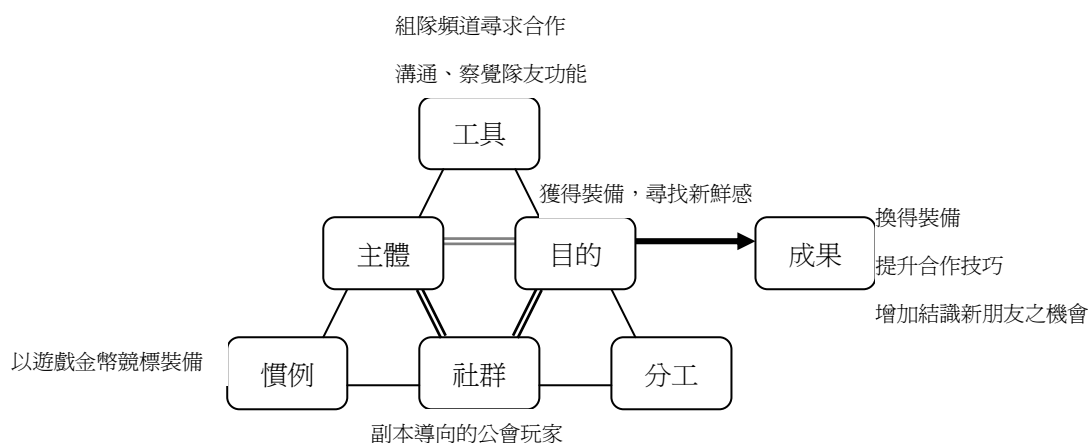 組隊頻道尋求合作
溝通、察覺隊友功能
工具
獲得裝備，尋找新鮮感
主體
目的
成果
換得裝備
提升合作技巧
增加結識新朋友之機會
以遊戲金幣競標裝備
慣例
社群
分工
副本導向的公會玩家